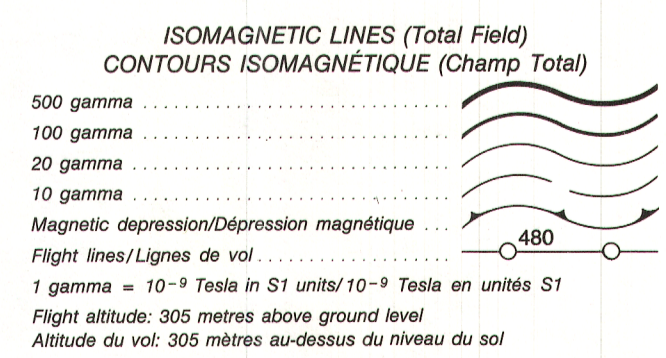 ISOMAGNETIC LINES (Total Field)
CONTOURS ISOMAGNÉTIQUE (Champ Total)
500 gamma ..............................
100 gamma ..............................
20 gamma ...............................
10 gamma ...............................
Magnetic depression/Dépression magnétique ...
Flight lines/Lignes de vol ................... 480
1 gamma = 10⁻⁹ Tesla in S1 units/10⁻⁹ Tesla en unités S1
Flight altitude: 305 metres above ground level
Altitude du vol: 305 mètres au-dessus du niveau du sol